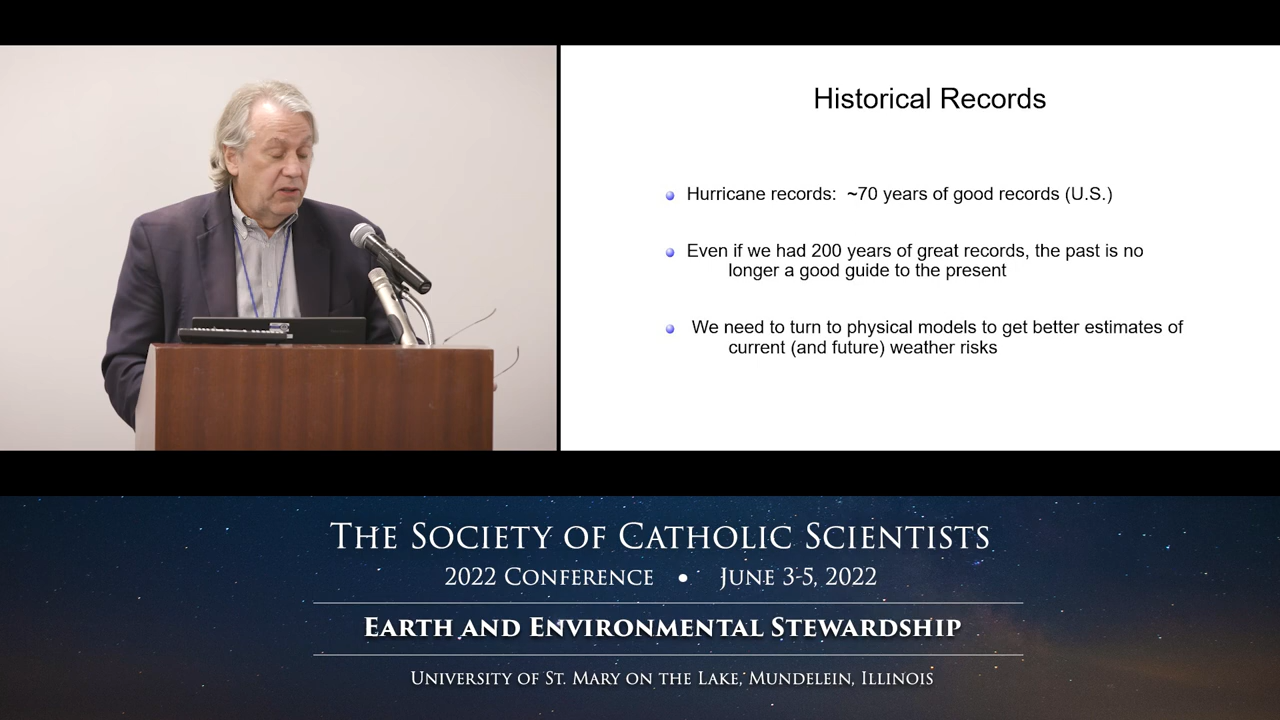 Historical Records
Hurricane records: ~70 years of good records (U.S.)
Even if we had 200 years of great records, the past is no
longer a good guide to the present
We need to turn to physical models to get better estimates of
current (and future) weather risks
The Society of Catholic Scientists
2022 Conference • June 3-5, 2022
Earth and Environmental Stewardship
University of St. Mary on the Lake, Mundelein, Illinois